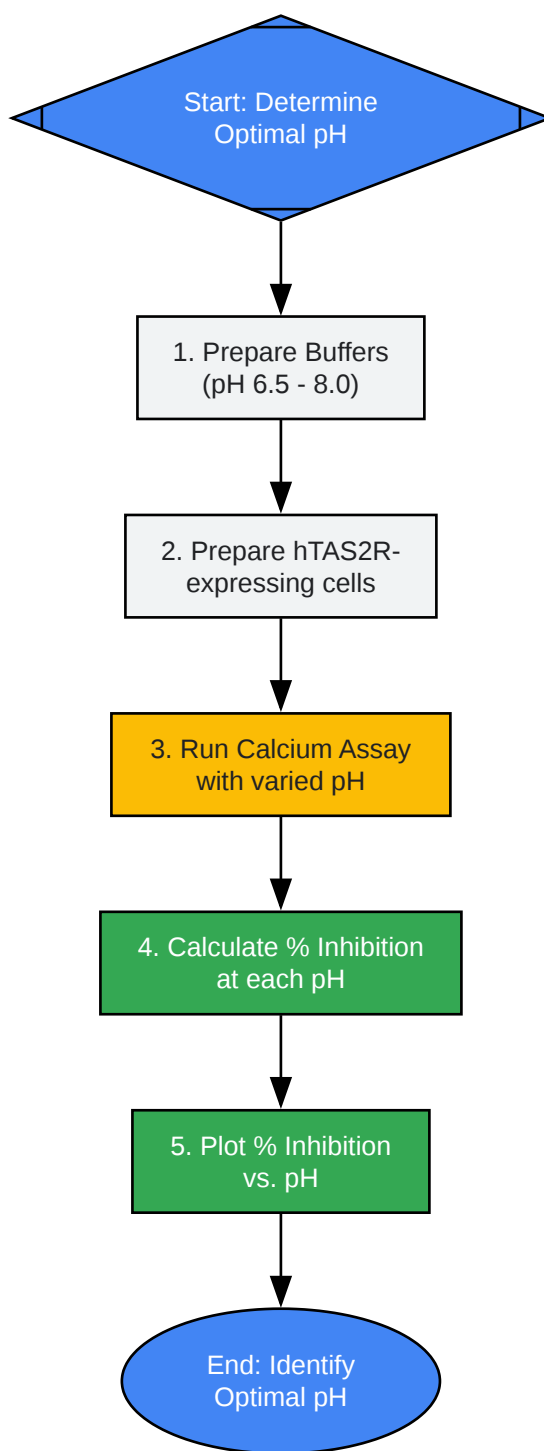 Start: Determine
Optimal pH
1. Prepare Buffers
(pH 6.5 - 8.0)
2. Prepare hTAS2R-
expressing cells
3. Run Calcium Assay
with varied pH
4. Calculate % Inhibition
at each pH
5. Plot % Inhibition
vs. pH
End: Identify
Optimal pH